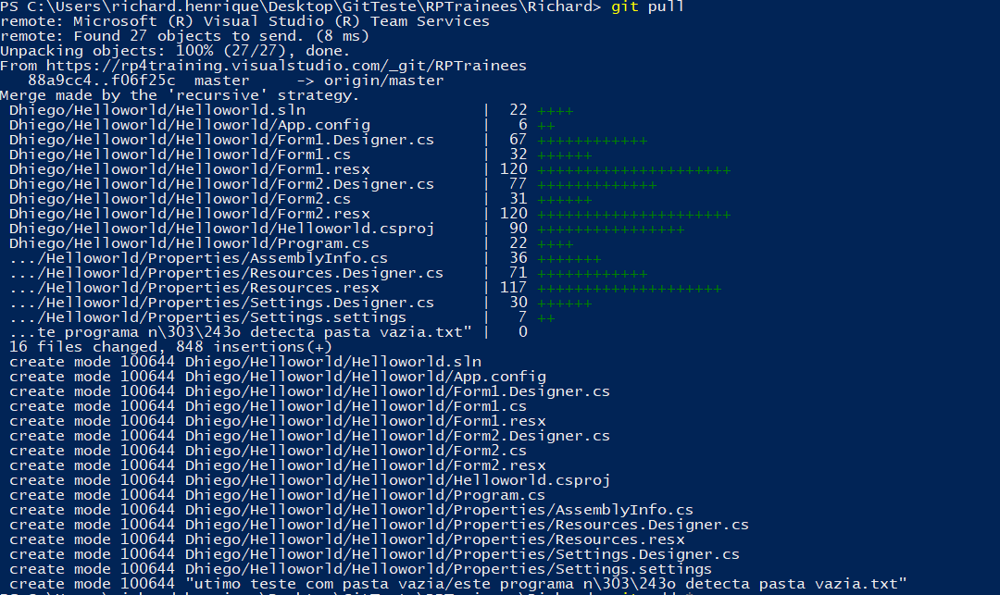 PS C:\Users\richard.henrique\Desktop\GitTeste\RPTrainees\Richard> git pull
remote: Microsoft (R) Visual Studio (R) Team Services
remote: Found 27 objects to send. (8 ms)
Unpacking objects: 100% (27/27), done.
From https://rp4training.visualstudio.com/_git/RPTrainees
   88a9cc4..f06f25c  master     -> origin/master
Merge made by the 'recursive' strategy.
 Dhiego/Helloworld/Helloworld.sln                   |  22 ++++
 Dhiego/Helloworld/Helloworld/App.config            |   6 ++
 Dhiego/Helloworld/Helloworld/Form1.Designer.cs     |  67 ++++++++++++
 Dhiego/Helloworld/Helloworld/Form1.cs              |  32 ++++++
 Dhiego/Helloworld/Helloworld/Form1.resx            | 120 +++++++++++++++++++++
 Dhiego/Helloworld/Helloworld/Form2.Designer.cs     |  77 +++++++++++++
 Dhiego/Helloworld/Helloworld/Form2.cs              |  31 ++++++
 Dhiego/Helloworld/Helloworld/Form2.resx            | 120 +++++++++++++++++++++
 Dhiego/Helloworld/Helloworld/Helloworld.csproj     |  90 ++++++++++++++++
 Dhiego/Helloworld/Helloworld/Program.cs            |  22 ++++
 .../Helloworld/Properties/AssemblyInfo.cs          |  36 +++++++
 .../Helloworld/Properties/Resources.Designer.cs    |  71 ++++++++++++
 .../Helloworld/Properties/Resources.resx           | 117 ++++++++++++++++++++
 .../Helloworld/Properties/Settings.Designer.cs     |  30 ++++++
 .../Helloworld/Properties/Settings.settings        |   7 ++
 ...te programa n\303\243o detecta pasta vazia.txt" |   0
 16 files changed, 848 insertions(+)
 create mode 100644 Dhiego/Helloworld/Helloworld.sln
 create mode 100644 Dhiego/Helloworld/Helloworld/App.config
 create mode 100644 Dhiego/Helloworld/Helloworld/Form1.Designer.cs
 create mode 100644 Dhiego/Helloworld/Helloworld/Form1.cs
 create mode 100644 Dhiego/Helloworld/Helloworld/Form1.resx
 create mode 100644 Dhiego/Helloworld/Helloworld/Form2.Designer.cs
 create mode 100644 Dhiego/Helloworld/Helloworld/Form2.cs
 create mode 100644 Dhiego/Helloworld/Helloworld/Form2.resx
 create mode 100644 Dhiego/Helloworld/Helloworld/Helloworld.csproj
 create mode 100644 Dhiego/Helloworld/Helloworld/Program.cs
 create mode 100644 Dhiego/Helloworld/Helloworld/Properties/AssemblyInfo.cs
 create mode 100644 Dhiego/Helloworld/Helloworld/Properties/Resources.Designer.cs
 create mode 100644 Dhiego/Helloworld/Helloworld/Properties/Resources.resx
 create mode 100644 Dhiego/Helloworld/Helloworld/Properties/Settings.Designer.cs
 create mode 100644 Dhiego/Helloworld/Helloworld/Properties/Settings.settings
 create mode 100644 "utimo teste com pasta vazia/este programa n\303\243o detecta pasta vazia.txt"